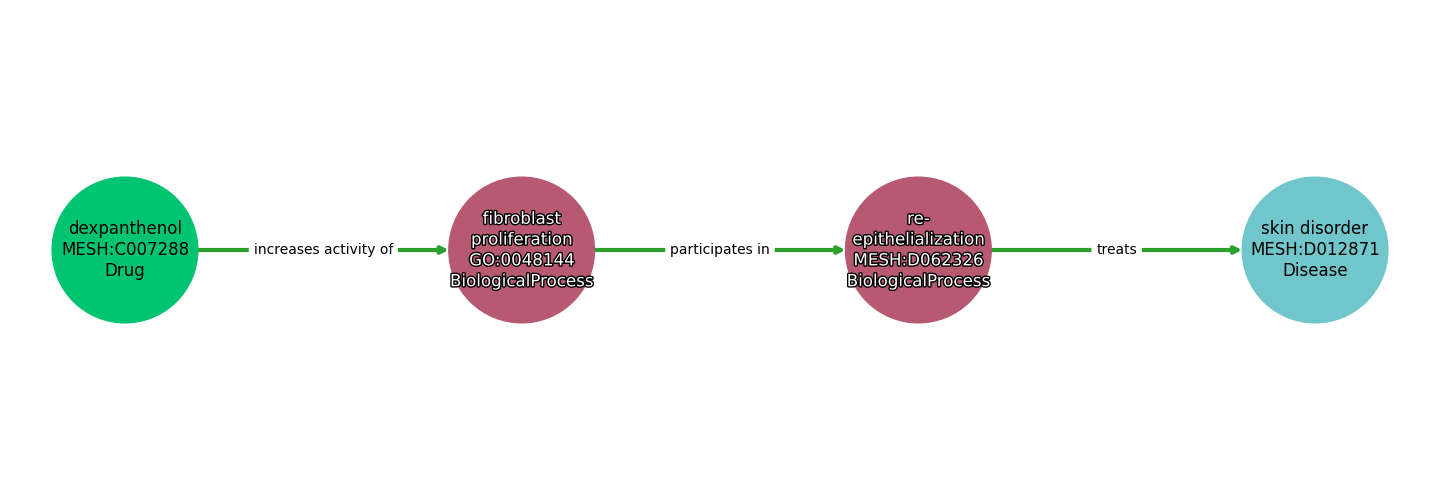 dexpanthenol
MESH:C007288
Drug
increases activity of
fibroblast
proliferation
GO:0048144
BiologicalProcess
participates in
re-
epithelialization
MESH:D062326
BiologicalProcess
treats
skin disorder
MESH:D012871
Disease